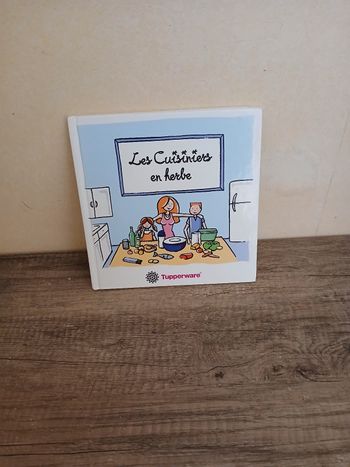 Les Cuisiniers
en herbe
Tupperware